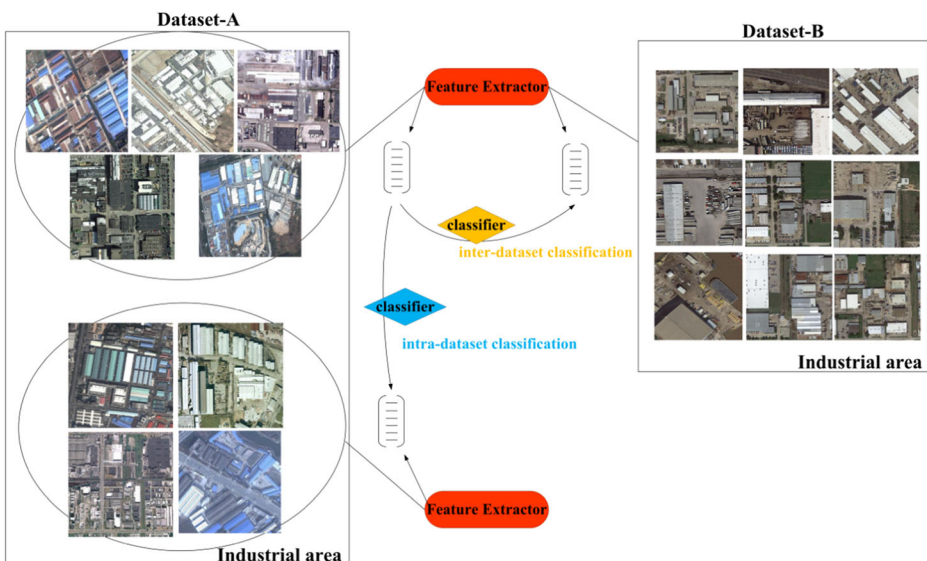 Dataset-A
Dataset-B
Feature Extractor
classifier
inter-dataset classification
classifier
intra-dataset classification
Industrial area
Feature Extractor
Industrial area